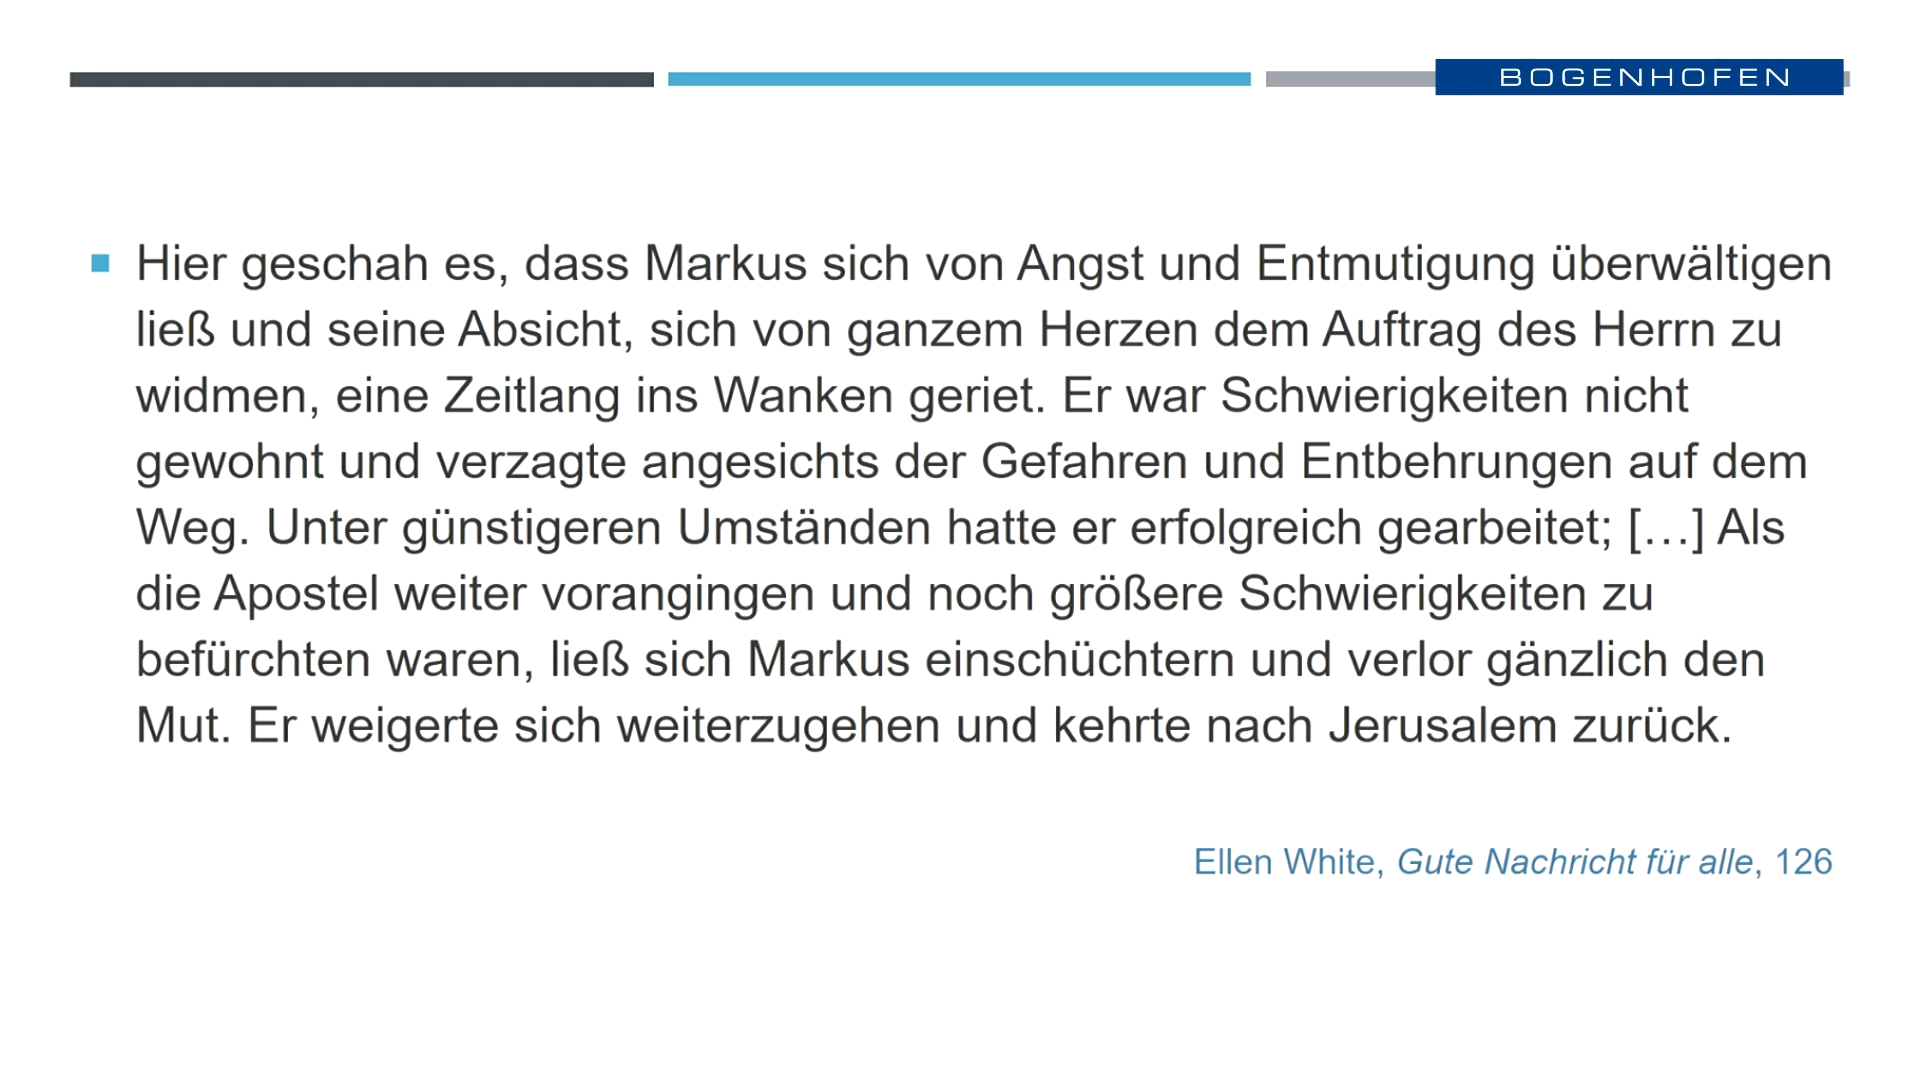 BOGENHOFEN
Hier geschah es, dass Markus sich von Angst und Entmutigung überwältigen
ließ und seine Absicht, sich von ganzem Herzen dem Auftrag des Herrn zu
widmen, eine Zeitlang ins Wanken geriet. Er war Schwierigkeiten nicht
gewohnt und verzagte angesichts der Gefahren und Entbehrungen auf dem
Weg. Unter günstigeren Umständen hatte er erfolgreich gearbeitet; […] Als
die Apostel weiter vorangingen und noch größere Schwierigkeiten zu
befürchten waren, ließ sich Markus einschüchtern und verlor gänzlich den
Mut. Er weigerte sich weiterzugehen und kehrte nach Jerusalem zurück.
Ellen White, Gute Nachricht für alle, 126